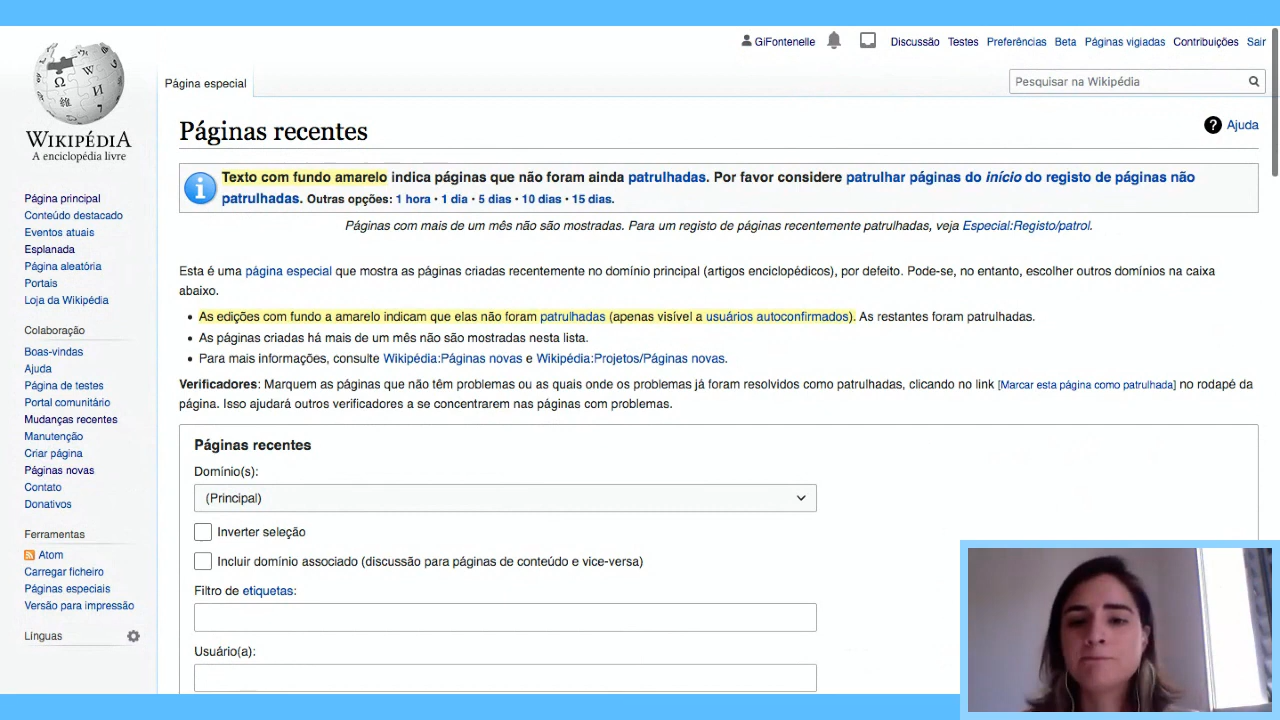 GiFontenelle Discussão Testes Preferências Beta Páginas vigiadas Contribuições Sair
Página especial
Pesquisar na Wikipédia
WIKIPÉDIA
A enciclopédia livre
Página principal
Conteúdo destacado
Eventos atuais
Esplanada
Página aleatória
Portais
Loja da Wikipédia
Colaboração
Boas-vindas
Ajuda
Página de testes
Portal comunitário
Mudanças recentes
Manutenção
Criar página
Páginas novas
Contato
Donativos
Ferramentas
Atom
Carregar ficheiro
Páginas especiais
Versão para impressão
Línguas
Páginas recentes
Ajuda
Texto com fundo amarelo indica páginas que não foram ainda patrulhadas. Por favor considere patrulhar páginas do início do registo de páginas não
patrulhadas. Outras opções: 1 hora · 1 dia · 5 dias · 10 dias · 15 dias.
Páginas com mais de um mês não são mostradas. Para um registo de páginas recentemente patrulhadas, veja Especial:Registo/patrol.
Esta é uma página especial que mostra as páginas criadas recentemente no domínio principal (artigos enciclopédicos), por defeito. Pode-se, no entanto, escolher outros domínios na caixa
abaixo.
• As edições com fundo a amarelo indicam que elas não foram patrulhadas (apenas visível a usuários autoconfirmados). As restantes foram patrulhadas.
• As páginas criadas há mais de um mês não são mostradas nesta lista.
• Para mais informações, consulte Wikipédia:Páginas novas e Wikipédia:Projetos/Páginas novas.
Verificadores: Marquem as páginas que não têm problemas ou as quais onde os problemas já foram resolvidos como patrulhadas, clicando no link [Marcar esta página como patrulhada] no rodapé da
página. Isso ajudará outros verificadores a se concentrarem nas páginas com problemas.
Páginas recentes
Domínio(s):
(Principal)
Inverter seleção
Incluir domínio associado (discussão para páginas de conteúdo e vice-versa)
Filtro de etiquetas:
Usuário(a):